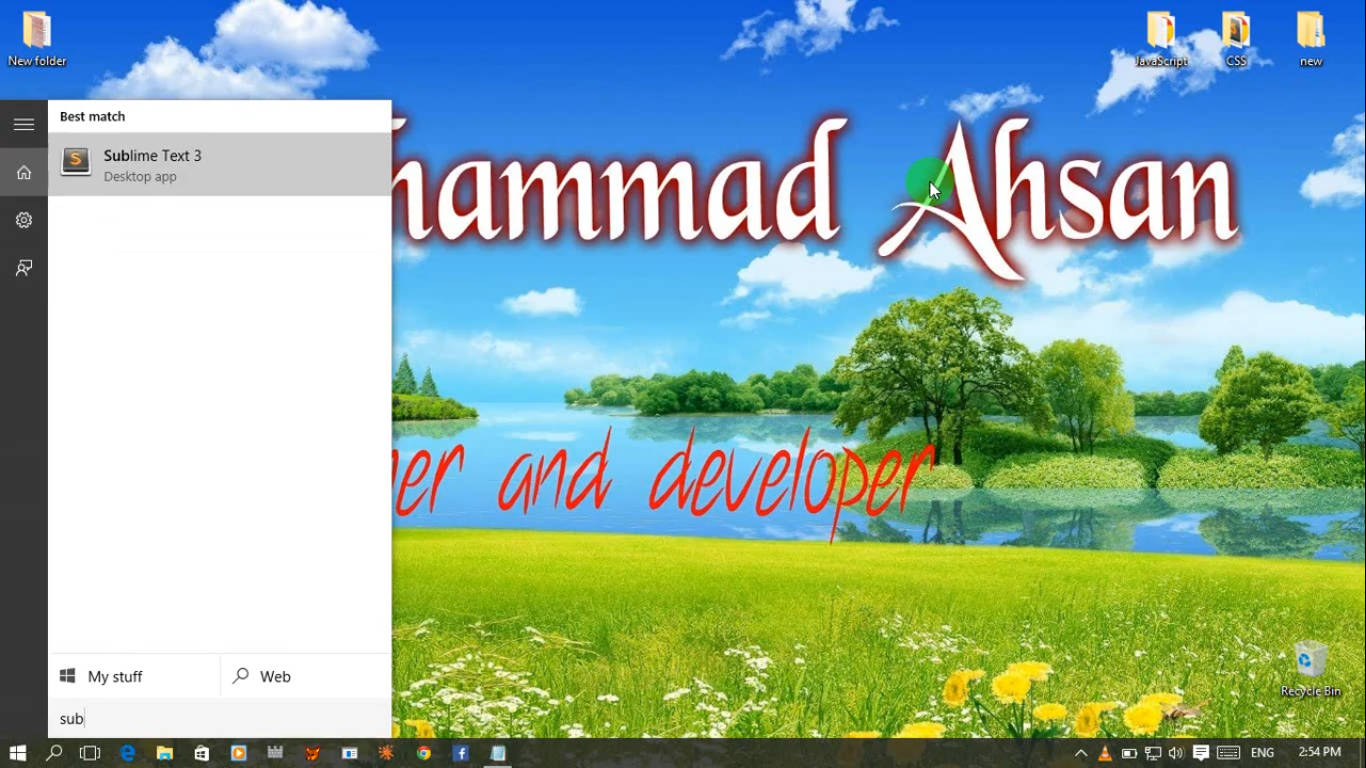 New folder
JavaScript
CSS
new
Best match
Sublime Text 3
Desktop app
hammad Ahsan
er and developer
My stuff
Web
sub
Recycle Bin
ENG
2:54 PM